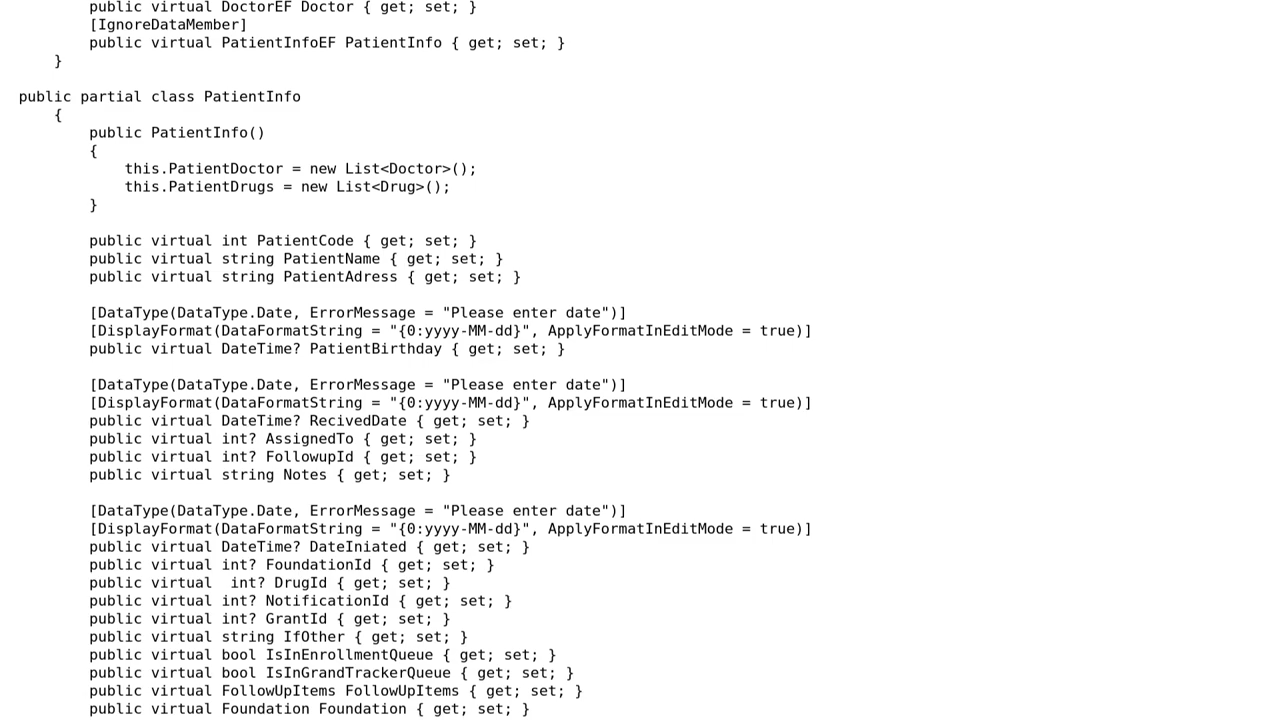 public virtual DoctorEF Doctor { get; set; }
[IgnoreDataMember]
public virtual PatientInfoEF PatientInfo { get; set; }
}
public partial class PatientInfo
{
public PatientInfo()
{
this.PatientDoctor = new List<Doctor>();
this.PatientDrugs = new List<Drug>();
}
public virtual int PatientCode { get; set; }
public virtual string PatientName { get; set; }
public virtual string PatientAdress { get; set; }
[DataType(DataType.Date, ErrorMessage = "Please enter date")]
[DisplayFormat(DataFormatString = "{0:yyyy-MM-dd}", ApplyFormatInEditMode = true)]
public virtual DateTime? PatientBirthday { get; set; }
[DataType(DataType.Date, ErrorMessage = "Please enter date")]
[DisplayFormat(DataFormatString = "{0:yyyy-MM-dd}", ApplyFormatInEditMode = true)]
public virtual DateTime? RecivedDate { get; set; }
public virtual int? AssignedTo { get; set; }
public virtual int? FollowupId { get; set; }
public virtual string Notes { get; set; }
[DataType(DataType.Date, ErrorMessage = "Please enter date")]
[DisplayFormat(DataFormatString = "{0:yyyy-MM-dd}", ApplyFormatInEditMode = true)]
public virtual DateTime? DateIniated { get; set; }
public virtual int? FoundationId { get; set; }
public virtual  int? DrugId { get; set; }
public virtual int? NotificationId { get; set; }
public virtual int? GrantId { get; set; }
public virtual string IfOther { get; set; }
public virtual bool IsInEnrollmentQueue { get; set; }
public virtual bool IsInGrandTrackerQueue { get; set; }
public virtual FollowUpItems FollowUpItems { get; set; }
public virtual Foundation Foundation { get; set; }